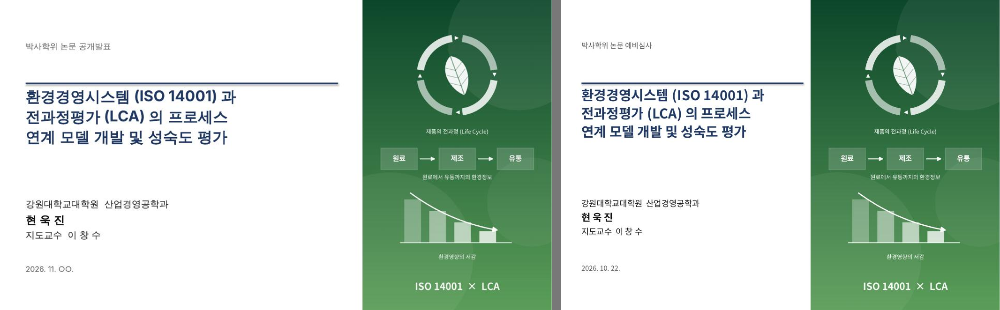 박사학위 논문 공개발표
환경경영시스템 (ISO 14001) 과
전과정평가 (LCA) 의 프로세스
연계 모델 개발 및 성숙도 평가
강원대학교대학원 산업경영공학과
현 욱 진
지도교수 이 창 수
2026. 11. OO.
제품의 전과정 (Life Cycle)
원료
제조
유통
원료에서 유통까지의 환경정보
환경영향의 저감
ISO 14001 × LCA
박사학위 논문 예비심사
환경경영시스템 (ISO 14001) 과
전과정평가 (LCA) 의 프로세스
연계 모델 개발 및 성숙도 평가
강원대학교대학원 산업경영공학과
현 욱 진
지도교수 이 창 수
2026. 10. 22.
제품의 전과정 (Life Cycle)
원료
제조
유통
원료에서 유통까지의 환경정보
환경영향의 저감
ISO 14001 × LCA